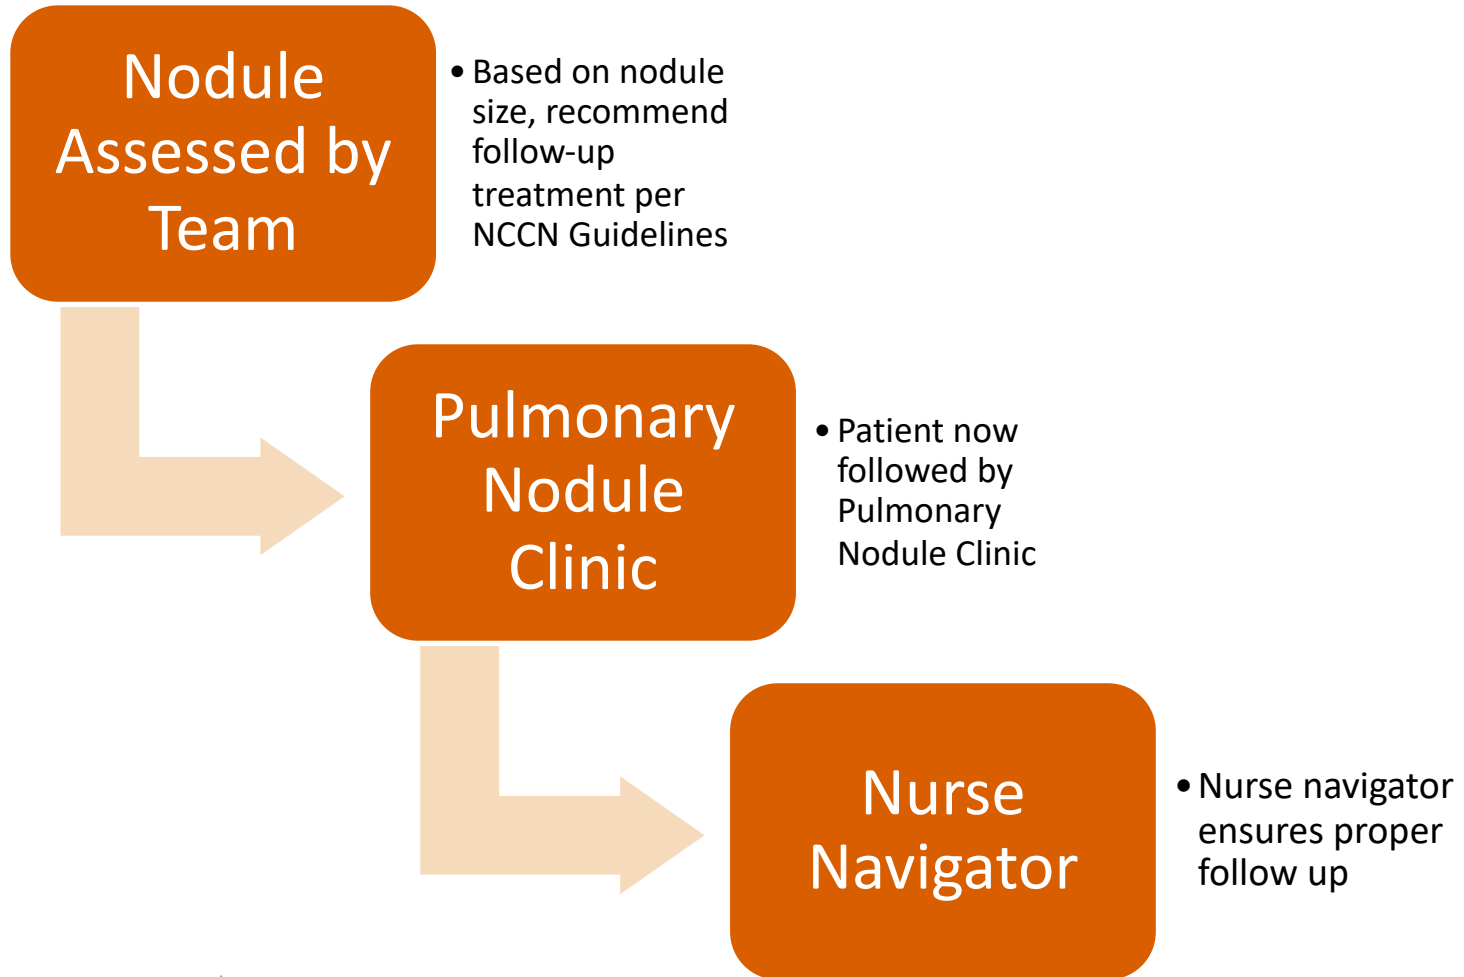 Nodule
Assessed by
Team
• Based on nodule
size, recommend
follow-up
treatment per
NCCN Guidelines
Pulmonary
Nodule
Clinic
• Patient now
followed by
Pulmonary
Nodule Clinic
Nurse
Navigator
• Nurse navigator
ensures proper
follow up